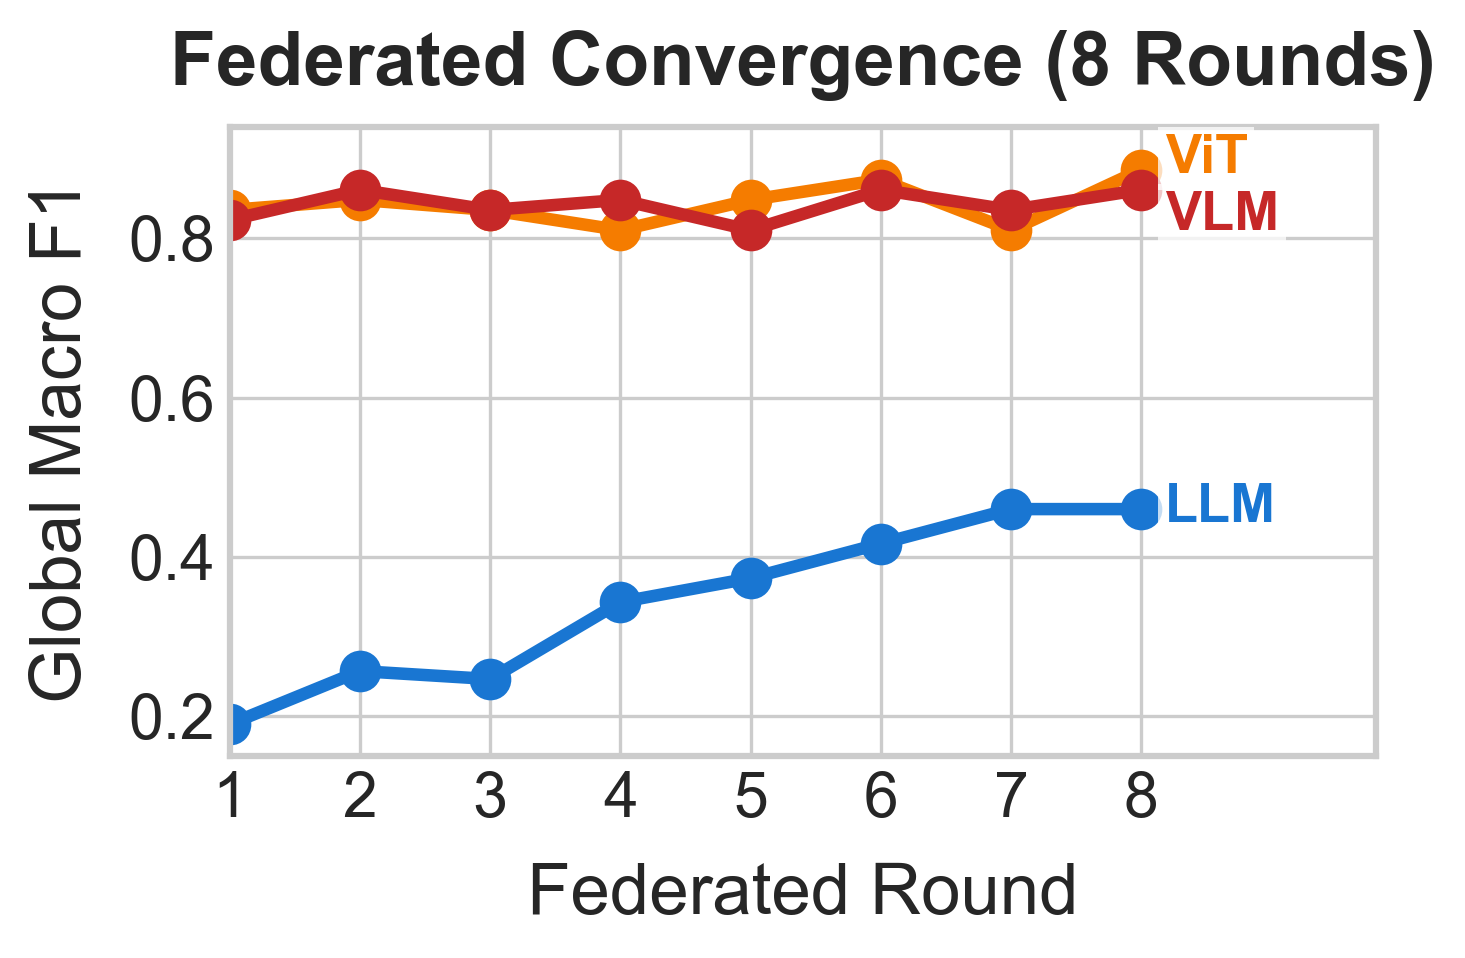 Federated Convergence (8 Rounds)
Global Macro F1
0.8
0.6
0.4
0.2
ViT
VLM
LLM
1 2 3 4 5 6 7 8
Federated Round